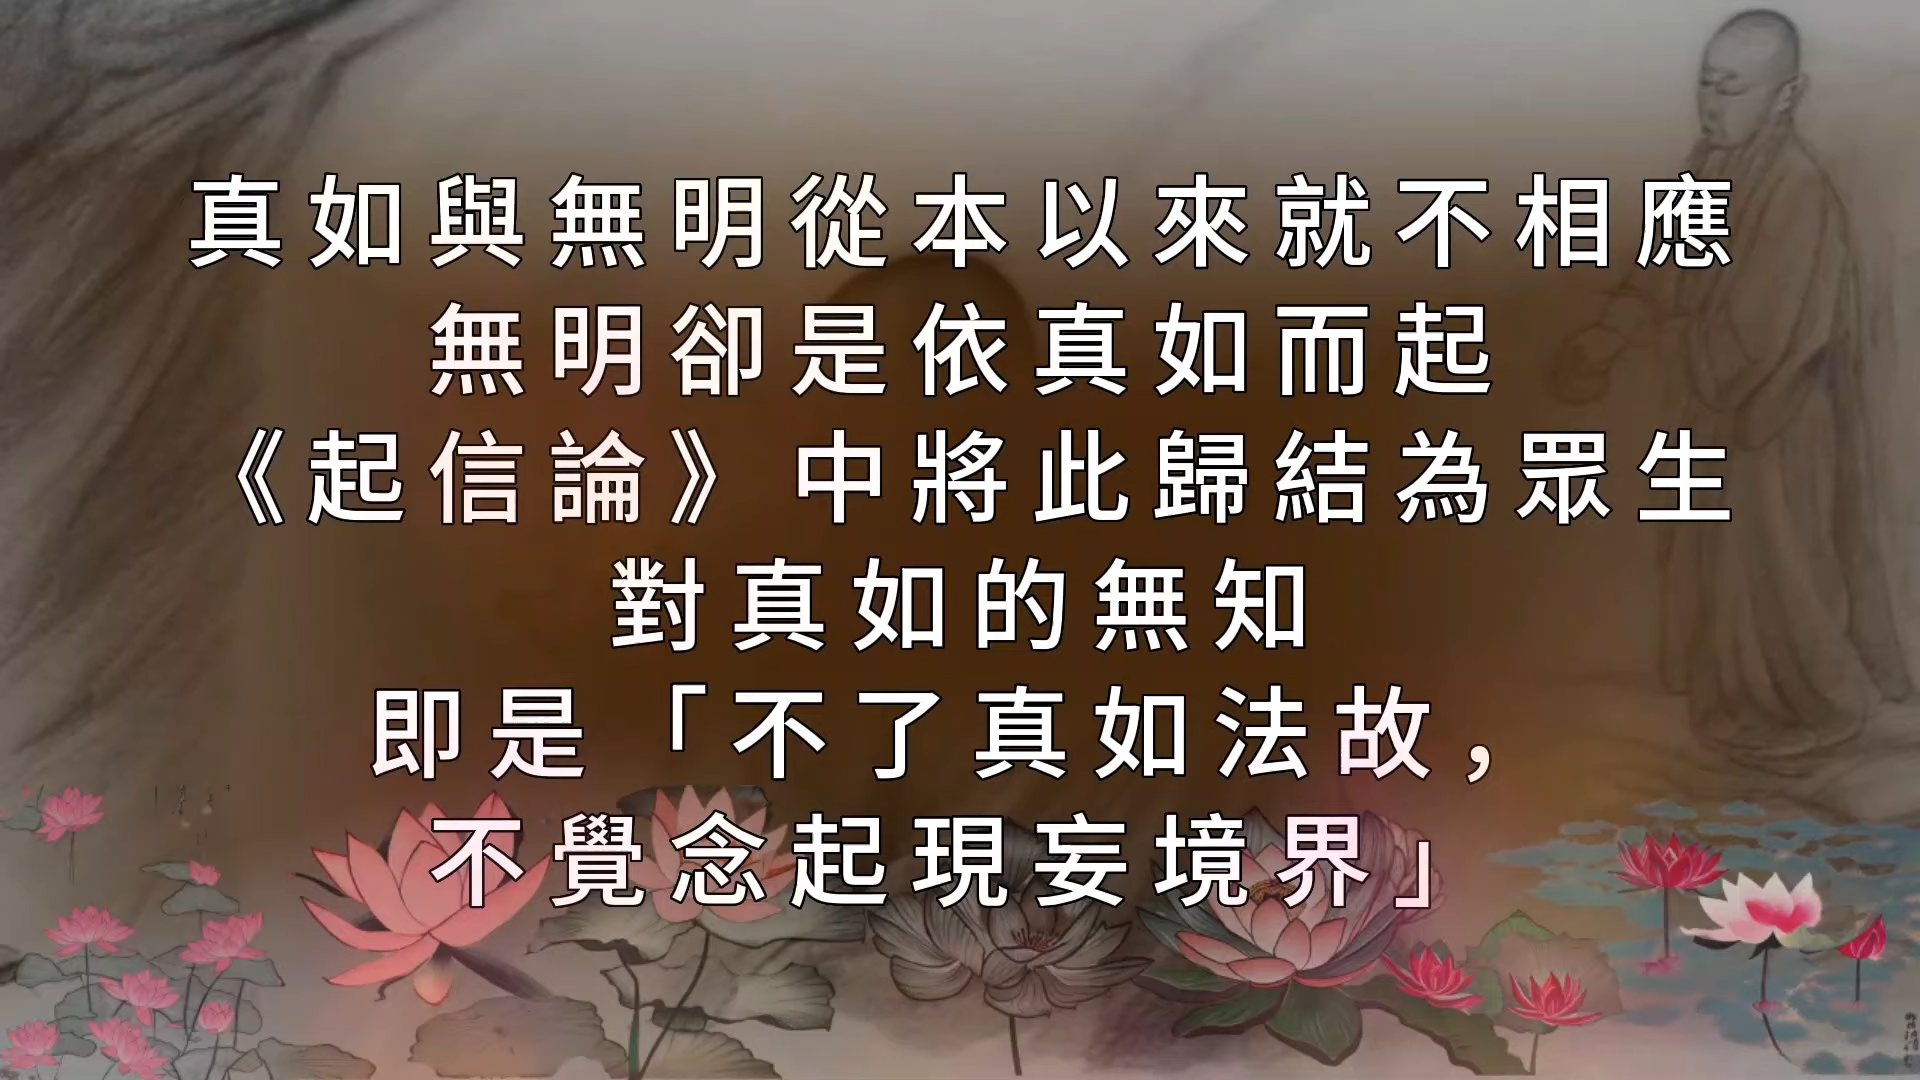 真如與無明從本以來就不相應
無明卻是依真如而起
《起信論》中將此歸結為眾生
對真如的無知
即是「不了真如法故，
不覺念起現妄境界」